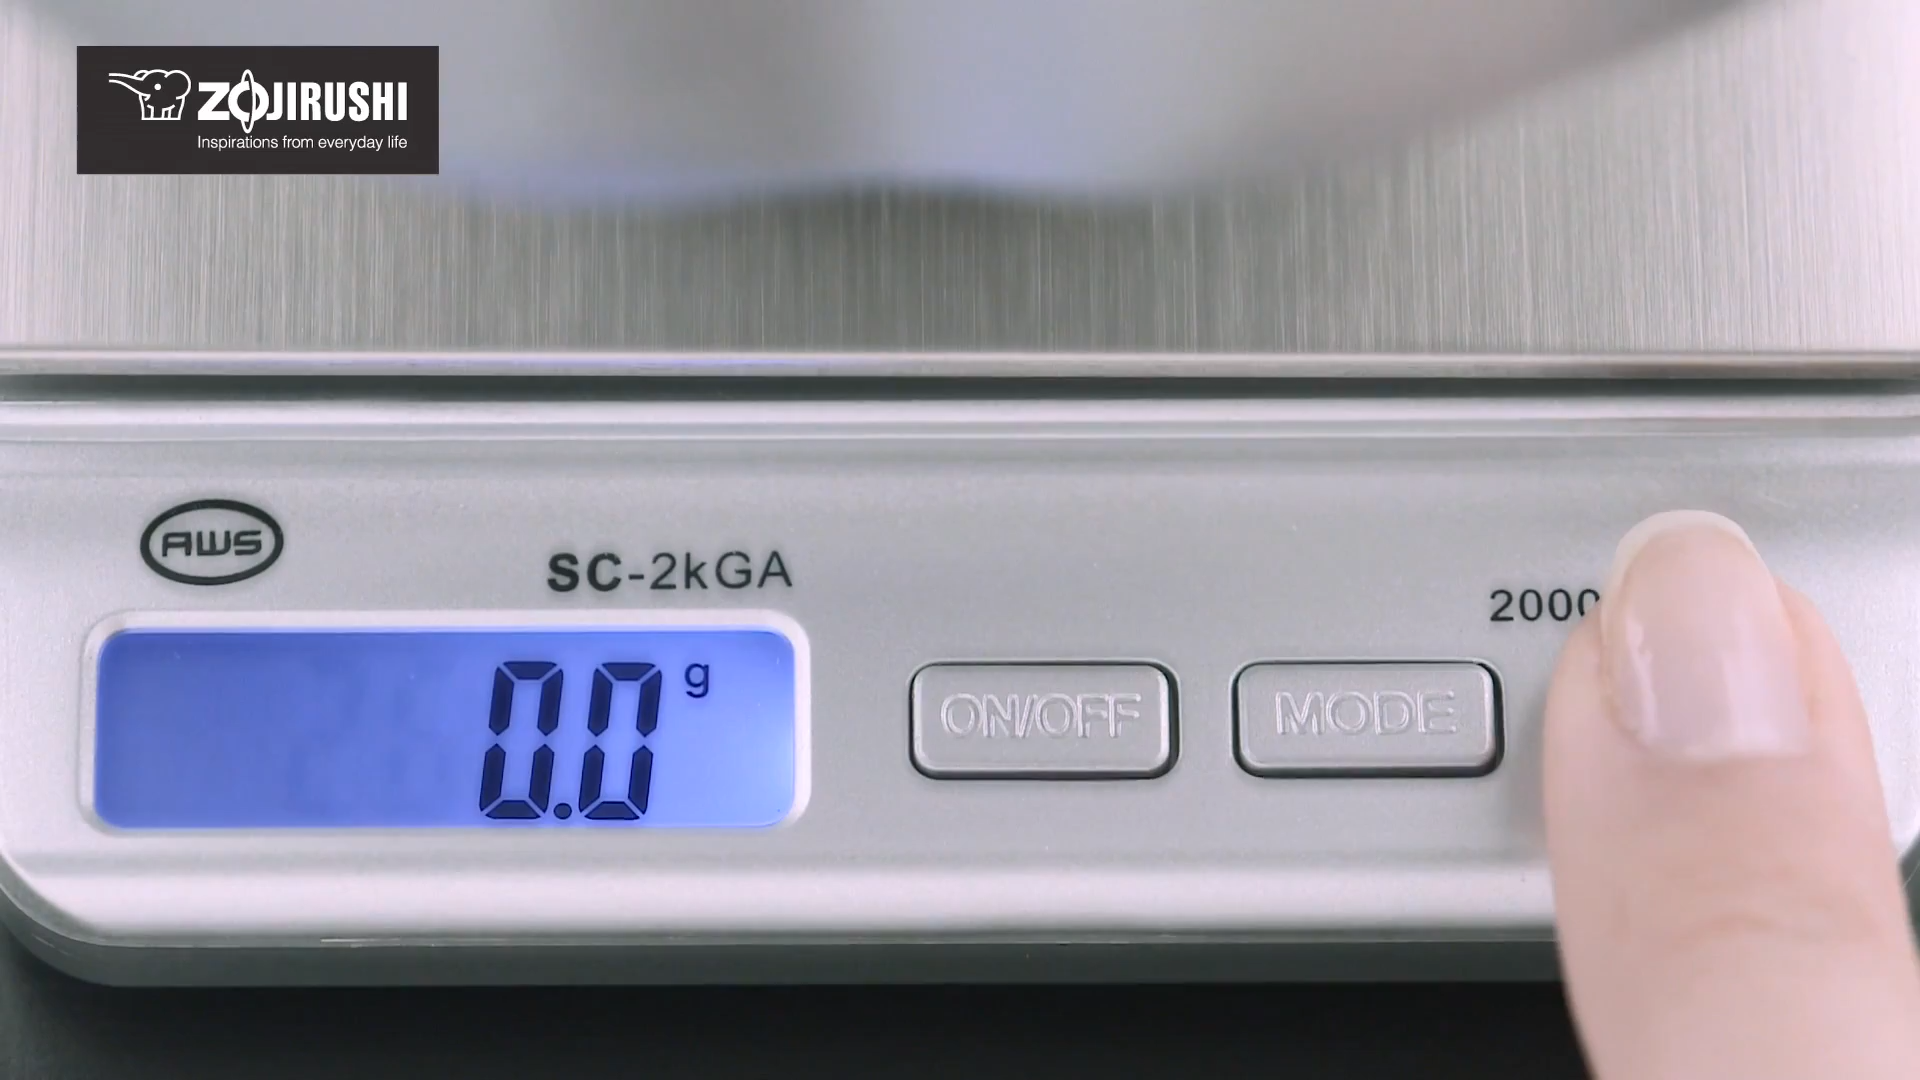 ZOJIRUSHI
Inspirations from everyday life
AWS
SC-2kGA
2000
0.0 g
ON/OFF
MODE